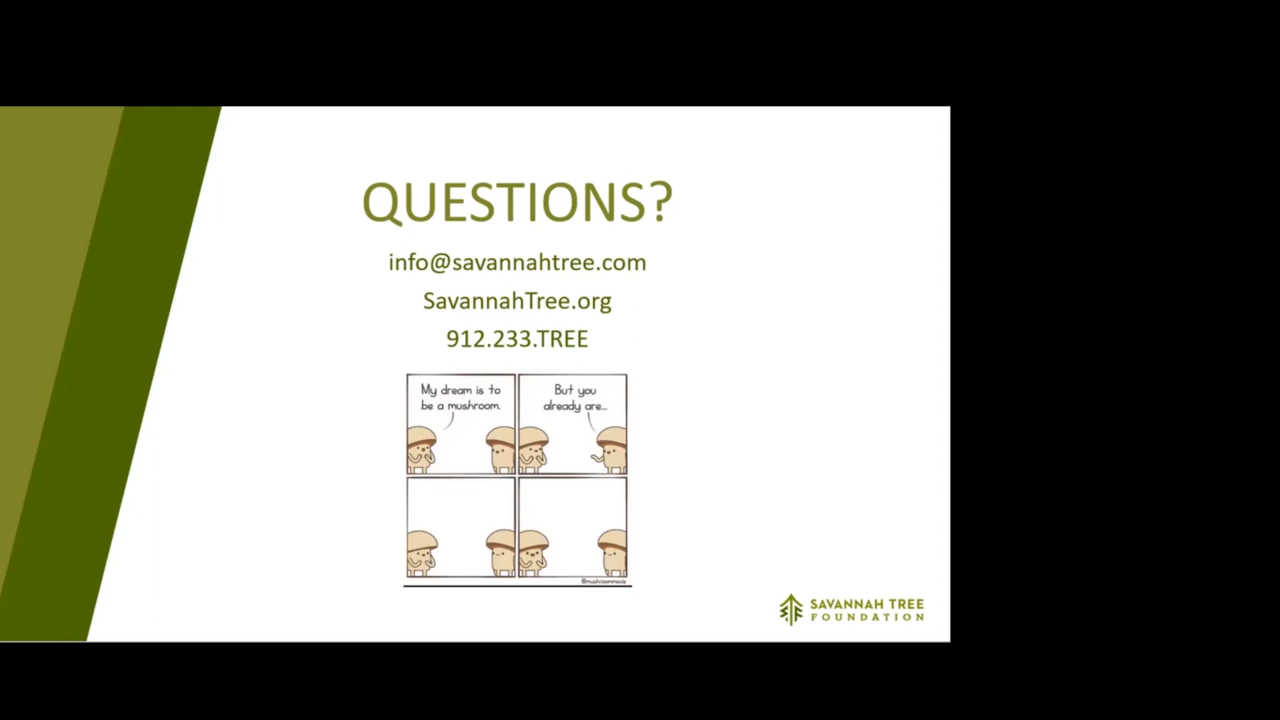 QUESTIONS?
info@savannahtree.com
SavannahTree.org
912.233.TREE
My dream is to
be a mushroom.
But you
already are...
@mushroommovie
SAVANNAH TREE
FOUNDATION